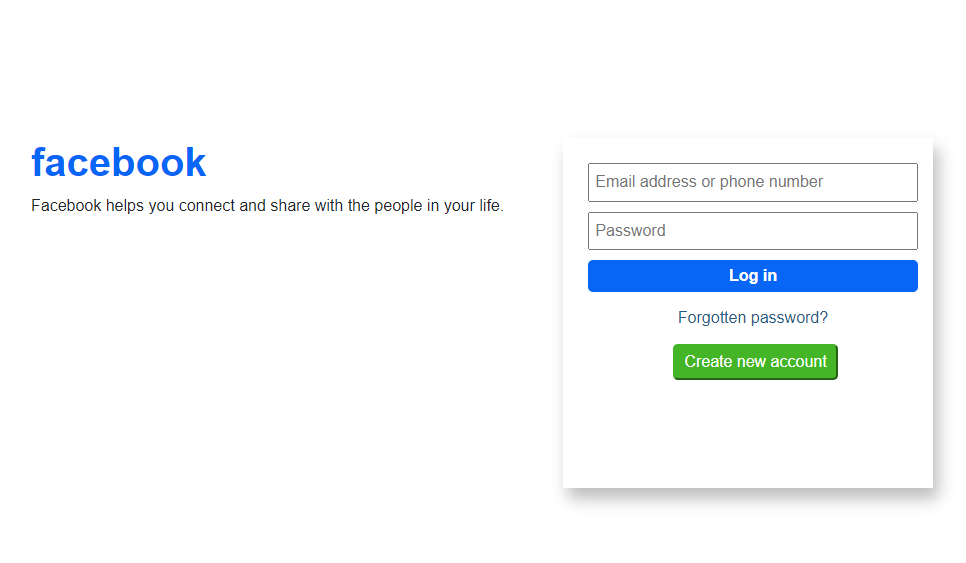 facebook
Facebook helps you connect and share with the people in your life.
Email address or phone number
Password
Log in
Forgotten password?
Create new account